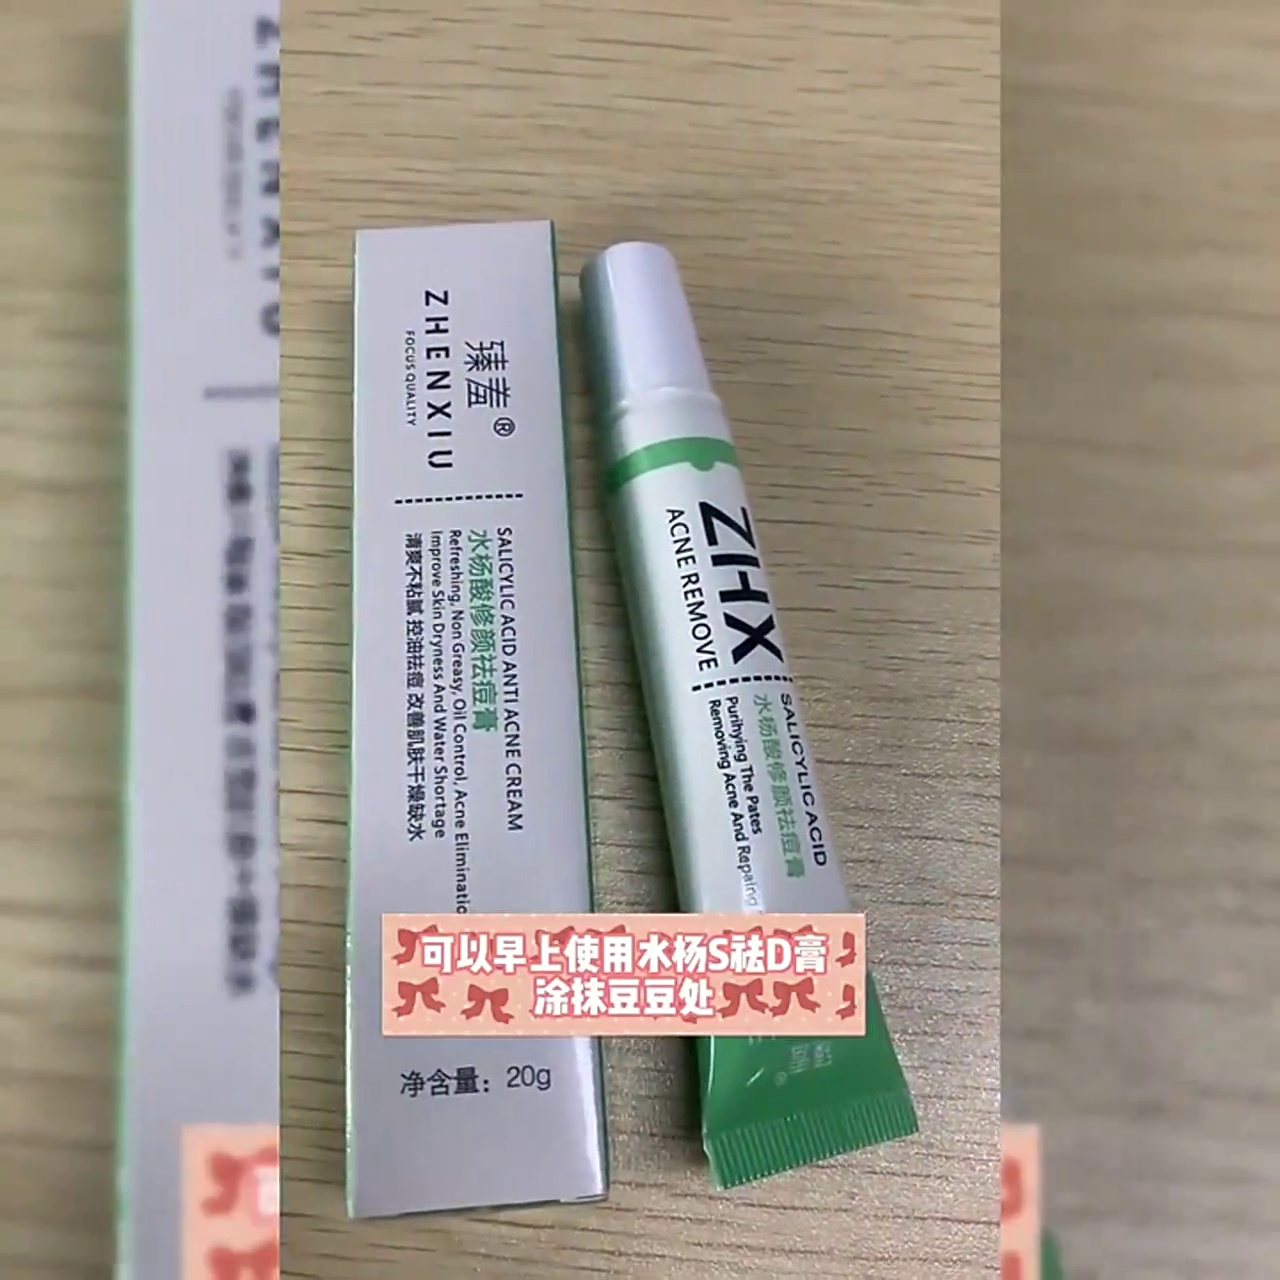 臻羞®
ZHENXIU
FOCUS QUALITY
SALICYLIC ACID ANTI ACNE CREAM
水杨酸修颜祛痘膏
Refreshing, Non Greasy, Oil Control, Acne Eliminatio
Improve Skin Dryness And Water Shortage
清爽不粘腻 控油祛痘 改善肌肤干燥缺水
净含量：20g
ZHX
ACNE REMOVE
SALICYLIC ACID
水杨酸修颜祛痘膏
Purihying The Pates
Removing Acne And Repairing
可以早上使用水杨S祛D膏
涂抹豆豆处